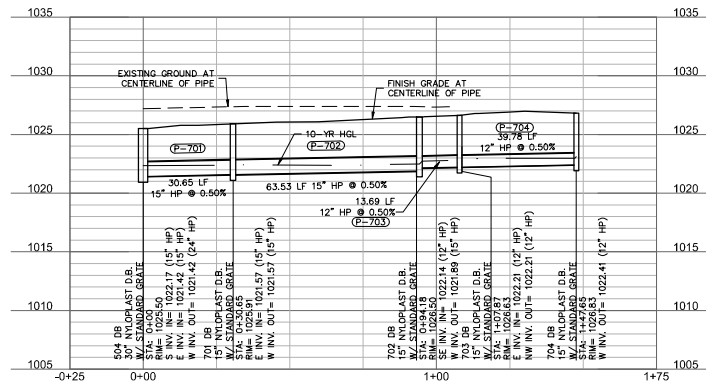 1035
1035
1030
1030
EXISTING GROUND AT
CENTERLINE OF PIPE
FINISH GRADE AT
CENTERLINE OF PIPE
1025
1025
P-701
10-YR HGL
P-702
P-704
39.78 LF
12" HP @ 0.50%
1020
1020
30.65 LF
15" HP @ 0.50%
63.53 LF 15" HP @ 0.50%
13.69 LF
12" HP @ 0.50%
P-703
1015
1015
1010
1010
1005
1005
504 DB
30" NYLOPLAST D.B.
W/ STANDARD GRATE
STA: 0+00
RIM= 1025.50
S INV. IN= 1022.17 (15" HP)
E INV. IN= 1021.42 (15" HP)
W INV. OUT= 1021.42 (24" HP)
701 DB
15" NYLOPLAST D.B.
W/ STANDARD GRATE
STA: 0+30.65
RIM= 1025.91
E INV. IN= 1021.57 (15" HP)
W INV. OUT= 1021.57 (15" HP)
702 DB
15" NYLOPLAST D.B.
W/ STANDARD GRATE
STA: 0+94.18
RIM= 1026.50
SE INV. IN= 1022.14 (12" HP)
W INV. OUT= 1021.89 (15" HP)
703 DB
15" NYLOPLAST D.B.
W/ STANDARD GRATE
STA: 1+07.87
RIM= 1026.63
E INV. IN= 1022.21 (12" HP)
NW INV. OUT= 1022.21 (12" HP)
704 DB
15" NYLOPLAST D.B.
W/ STANDARD GRATE
STA: 1+47.65
RIM= 1026.83
W INV. OUT= 1022.41 (12" HP)
-0+25
0+00
1+00
1+75